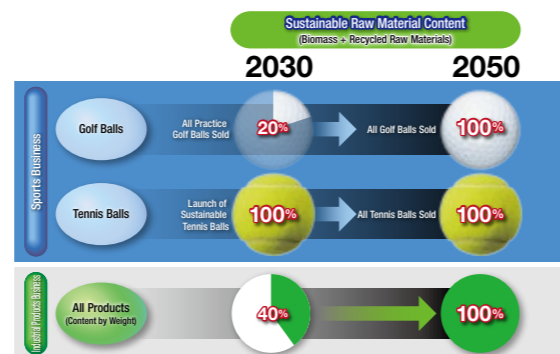 Sustainable Raw Material Content
(Biomass + Recycled Raw Materials)
2030
2050
Sports Business
Golf Balls
All Practice
Golf Balls Sold
20%
All Golf Balls Sold
100%
Tennis Balls
Launch of
Sustainable
Tennis Balls
100%
All Tennis Balls Sold
100%
Industrial Products Business
All Products
(Content by Weight)
40%
100%